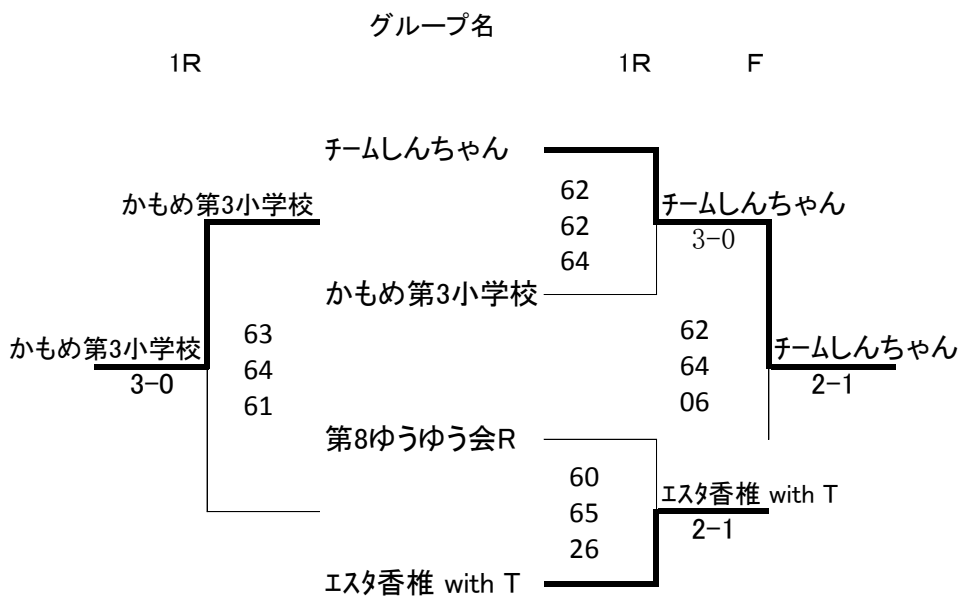 グループ名
1R 1R F
チームしんちゃん
62
かもめ第3小学校 チームしんちゃん
62 3-0
64
かもめ第3小学校
63 62
かもめ第3小学校 チームしんちゃん
3-0 64 64 2-1
61 06
第8ゆうゆう会R
60
65 エスタ香椎 with T
2-1
26
エスタ香椎 with T